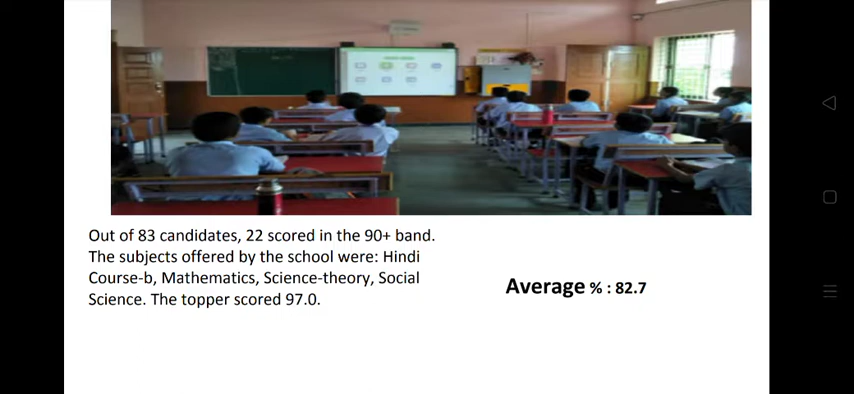 Out of 83 candidates, 22 scored in the 90+ band.
The subjects offered by the school were: Hindi
Course-b, Mathematics, Science-theory, Social
Science. The topper scored 97.0.
Average % : 82.7